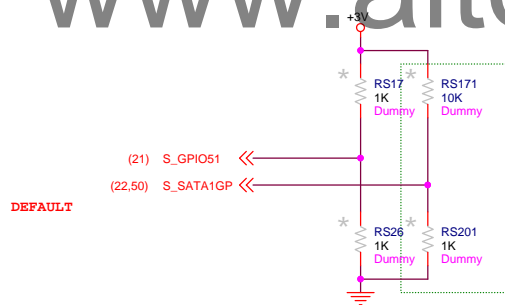 +3V
* RS17 * RS171
1K 10K
Dummy Dummy
(21) S_GPIO51
(22,50) S_SATA1GP
DEFAULT
* RS26 * RS201
1K 1K
Dummy Dummy